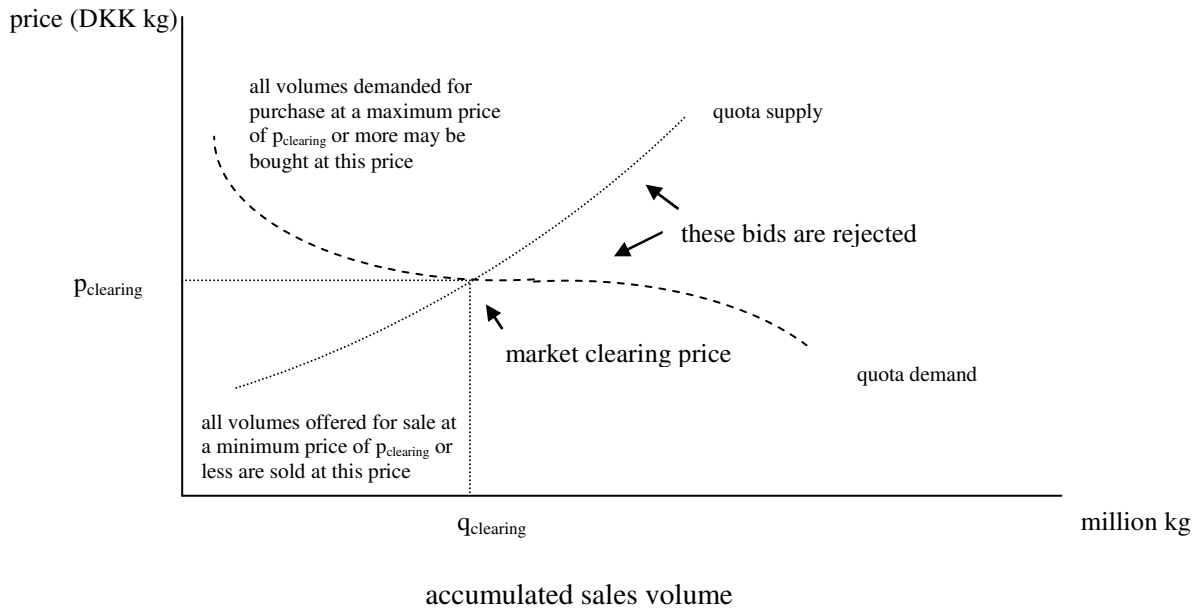 price (DKK kg)
all volumes demanded for
purchase at a maximum price
of pclearing or more may be
bought at this price
quota supply
these bids are rejected
pclearing
market clearing price
quota demand
all volumes offered for sale at
a minimum price of pclearing or
less are sold at this price
qclearing
million kg
accumulated sales volume